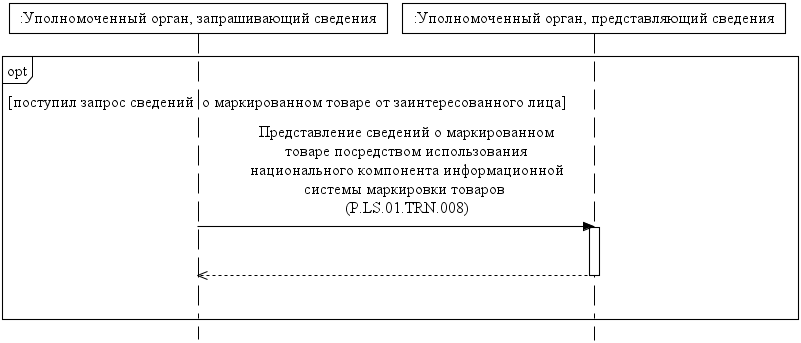 :Уполномоченный орган, запрашивающий сведения
:Уполномоченный орган, представляющий сведения
opt
[поступил запрос сведений о маркированном товаре от заинтересованного лица]
Представление сведений о маркированном
товаре посредством использования
национального компонента информационной
системы маркировки товаров
(P.LS.01.TRN.008)